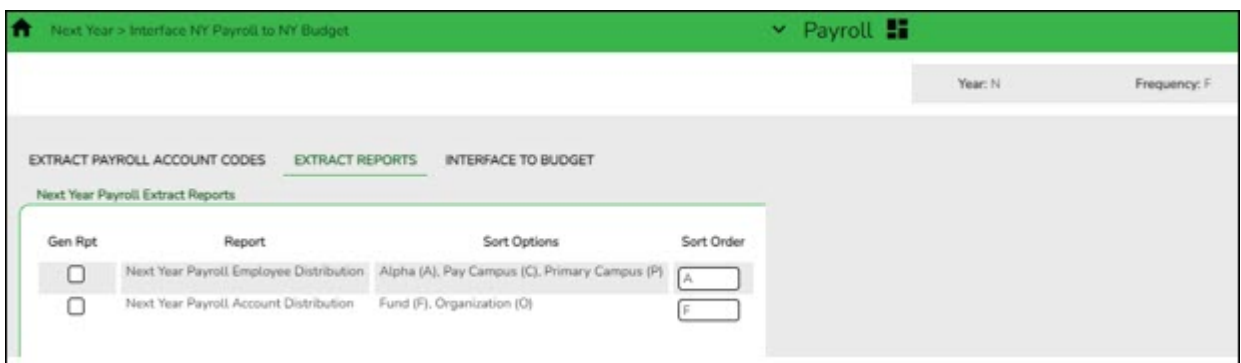 Next Year > Interface NY Payroll to NY Budget Payroll
Year: N Frequency: F
EXTRACT PAYROLL ACCOUNT CODES EXTRACT REPORTS INTERFACE TO BUDGET
Next Year Payroll Extract Reports
Gen Rpt Report Sort Options Sort Order
Next Year Payroll Employee Distribution Alpha (A), Pay Campus (C), Primary Campus (P) A
Next Year Payroll Account Distribution Fund (F), Organization (O) F